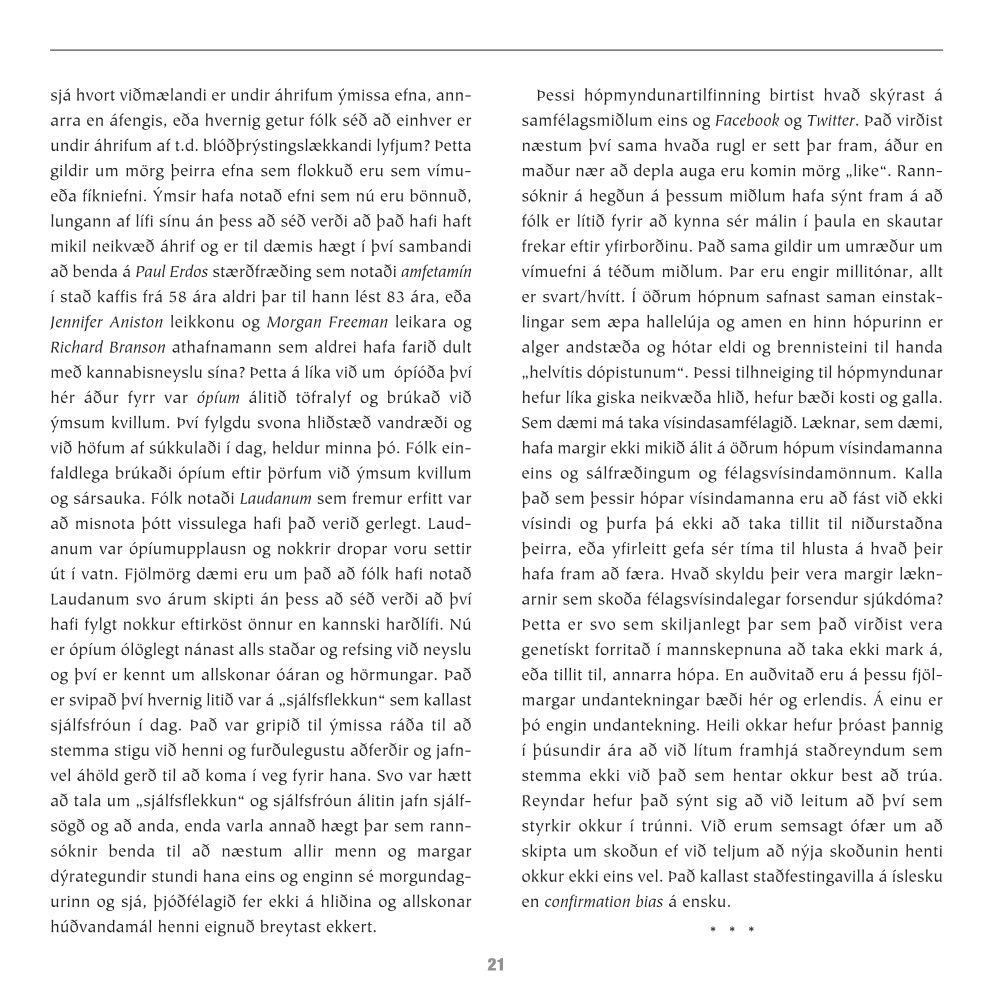 sjá hvort viðmælandi er undir áhrifum ýmissa efna, ann-
arra en áfengis, eða hvernig getur fólk séð að einhver er
undir áhrifum af t.d. blóðþrýstingslækkandi lyfjum? Þetta
gildir um mörg þeirra efna sem flokkuð eru sem vímu-
eða fíkniefni. Ýmsir hafa notað efni sem nú eru bönnuð,
lungann af lífi sínu án þess að séð verði að það hafi haft
mikil neikvæð áhrif og er til dæmis hægt í því sambandi
að benda á Paul Erdos stærðfræðing sem notaði amfetamín
í stað kaffis frá 58 ára aldri þar til hann lést 83 ára, eða
Jennifer Aniston leikkonu og Morgan Freeman leikara og
Richard Branson athafnamann sem aldrei hafa farið dult
með kannabisneyslu sína? Þetta á líka við um ópíóða því
hér áður fyrr var ópíum álitið töfralyf og brúkað við
ýmsum kvillum. Því fylgdu svona hliðstæð vandræði og
við höfum af súkkulaði í dag, heldur minna þó. Fólk ein-
faldlega brúkaði ópíum eftir þörfum við ýmsum kvillum
og sársauka. Fólk notaði Laudanum sem fremur erfitt var
að misnota þótt vissulega hafi það verið gerlegt. Laud-
anum var ópíumupplausn og nokkrir dropar voru settir
út í vatn. Fjölmörg dæmi eru um það að fólk hafi notað
Laudanum svo árum skipti án þess að séð verði að því
hafi fylgt nokkur eftirköst önnur en kannski harðlífi. Nú
er ópíum ólöglegt nánast alls staðar og refsing við neyslu
og því er kennt um allskonar óáran og hörmungar. Það
er svipað því hvernig litið var á „sjálfsflekkun“ sem kallast
sjálfsfróun í dag. Það var gripið til ýmissa ráða til að
stemma stigu við henni og furðulegustu aðferðir og jafn-
vel áhöld gerð til að koma í veg fyrir hana. Svo var hætt
að tala um „sjálfsflekkun“ og sjálfsfróun álitin jafn sjálf-
sögð og að anda, enda varla annað hægt þar sem rann-
sóknir benda til að næstum allir menn og margar
dýrategundir stundi hana eins og enginn sé morgundag-
urinn og sjá, þjóðfélagið fer ekki á hliðina og allskonar
húðvandamál henni eignuð breytast ekkert.
Þessi hópmyndunartilfinning birtist hvað skýrast á
samfélagsmiðlum eins og Facebook og Twitter. Það virðist
næstum því sama hvaða rugl er sett þar fram, áður en
maður nær að depla auga eru komin mörg „like“. Rann-
sóknir á hegðun á þessum miðlum hafa sýnt fram á að
fólk er lítið fyrir að kynna sér málin í þaula en skautar
frekar eftir yfirborðinu. Það sama gildir um umræður um
vímuefni á téðum miðlum. Þar eru engir millitónar, allt
er svart/hvítt. Í öðrum hópnum safnast saman einstak-
lingar sem æpa hallelúja og amen en hinn hópurinn er
alger andstæða og hótar eldi og brennisteini til handa
„helvítis dópistunum“. Þessi tilhneiging til hópmyndunar
hefur líka giska neikvæða hlið, hefur bæði kosti og galla.
Sem dæmi má taka vísindasamfélagið. Læknar, sem dæmi,
hafa margir ekki mikið álit á öðrum hópum vísindamanna
eins og sálfræðingum og félagsvísindamönnum. Kalla
það sem þessir hópar vísindamanna eru að fást við ekki
vísindi og þurfa þá ekki að taka tillit til niðurstaðna
þeirra, eða yfirleitt gefa sér tíma til hlusta á hvað þeir
hafa fram að færa. Hvað skyldu þeir vera margir lækn-
arnir sem skoða félagsvísindalegar forsendur sjúkdóma?
Þetta er svo sem skiljanlegt þar sem það virðist vera
genetískt forritað í mannskepnuna að taka ekki mark á,
eða tillit til, annarra hópa. En auðvitað eru á þessu fjöl-
margar undantekningar bæði hér og erlendis. Á einu er
þó engin undantekning. Heili okkar hefur þróast þannig
í þúsundir ára að við lítum framhjá staðreyndum sem
stemma ekki við það sem hentar okkur best að trúa.
Reyndar hefur það sýnt sig að við leitum að því sem
styrkir okkur í trúnni. Við erum semsagt ófær um að
skipta um skoðun ef við teljum að nýja skoðunin henti
okkur ekki eins vel. Það kallast staðfestingavilla á íslesku
en confirmation bias á ensku.
* * *
21